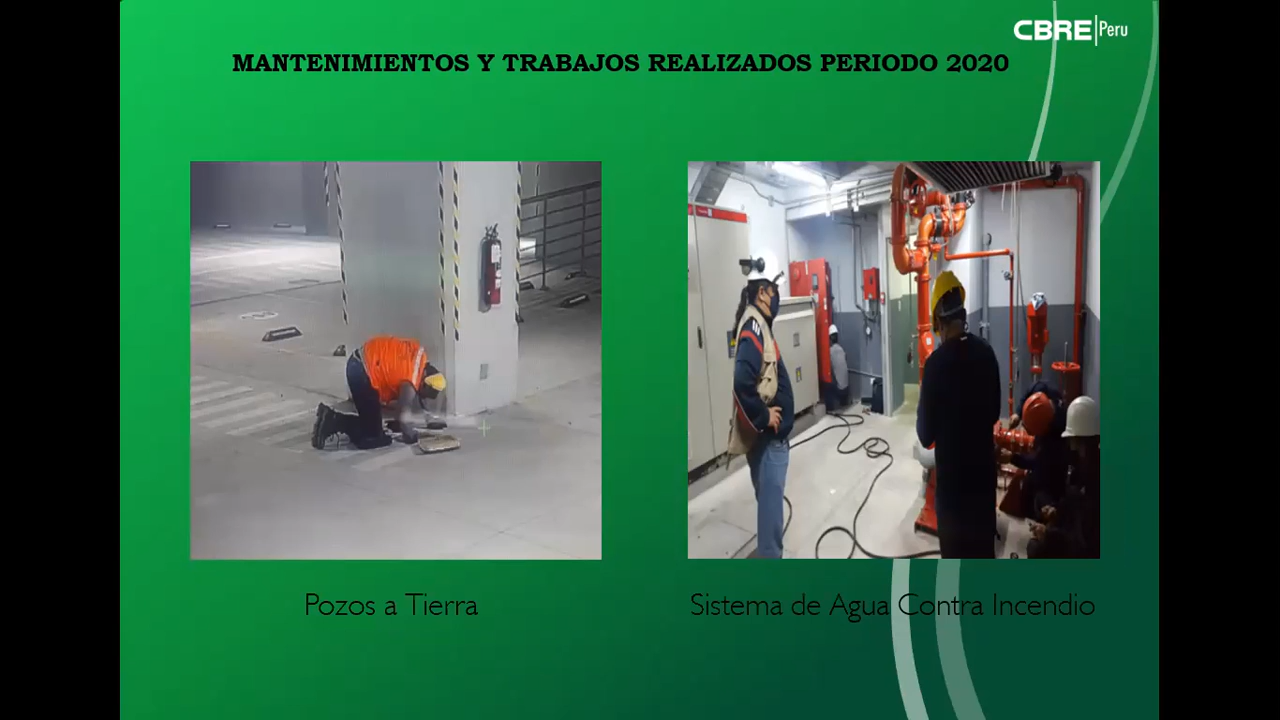 CBRE Peru
MANTENIMIENTOS Y TRABAJOS REALIZADOS PERIODO 2020
Pozos a Tierra
Sistema de Agua Contra Incendio